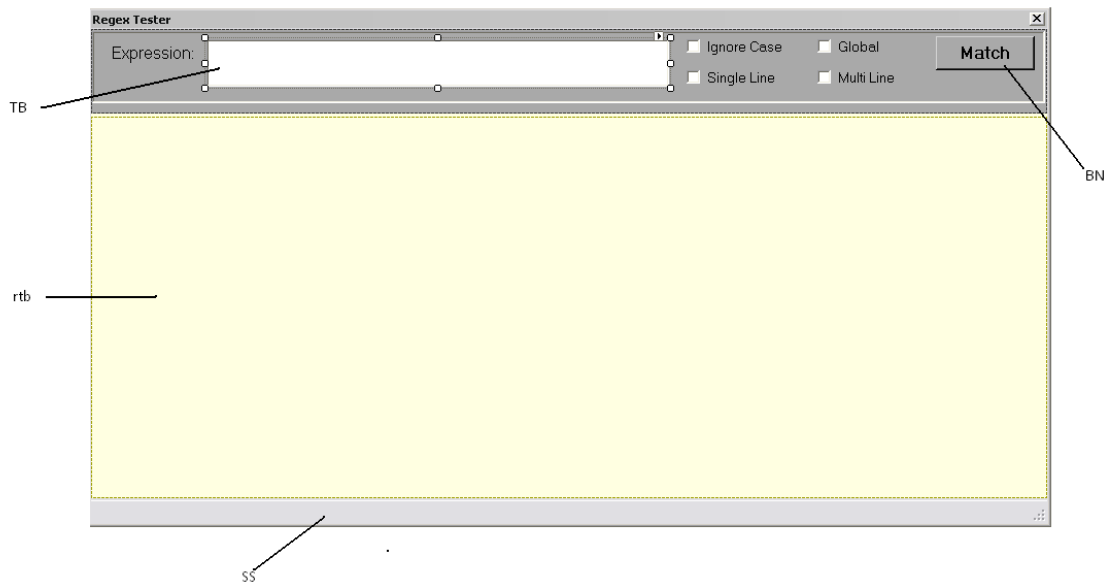 Regex Tester
Expression:
Ignore Case
Global
Match
Single Line
Multi Line
TB
BN
rtb
SS